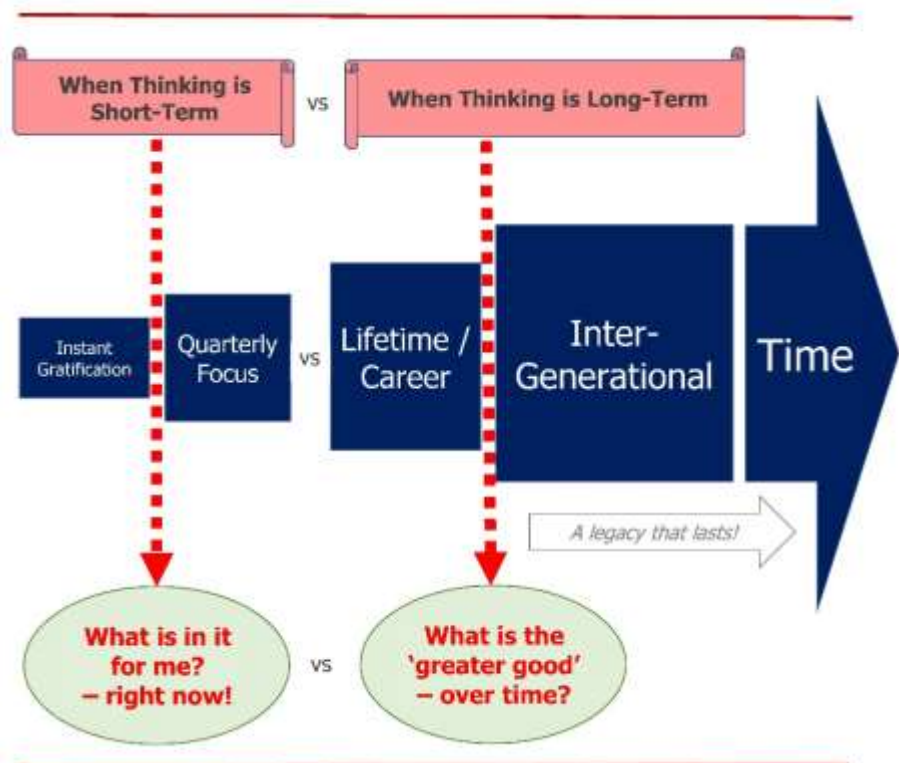 When Thinking is
Short-Term
vs
When Thinking is Long-Term
Instant
Gratification
Quarterly
Focus
vs
Lifetime /
Career
Inter-
Generational
Time
A legacy that lasts!
What is in it
for me?
– right now!
vs
What is the
‘greater good’
– over time?